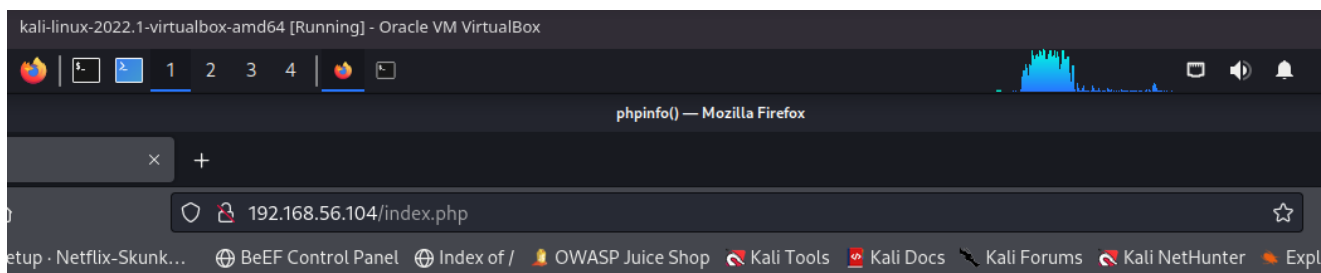 kali-linux-2022.1-virtualbox-amd64 [Running] - Oracle VM VirtualBox
1 2 3 4
phpinfo() — Mozilla Firefox
192.168.56.104/index.php
etup · Netflix-Skunk... BeEF Control Panel Index of / OWASP Juice Shop Kali Tools Kali Docs Kali Forums Kali NetHunter Expl